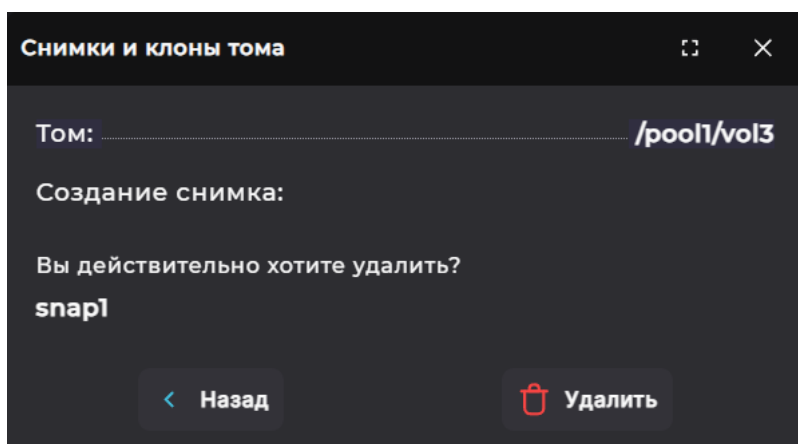 Снимки и клоны тома
Том: /pool1/vol3
Создание снимка:
Вы действительно хотите удалить?
snap1
Назад Удалить